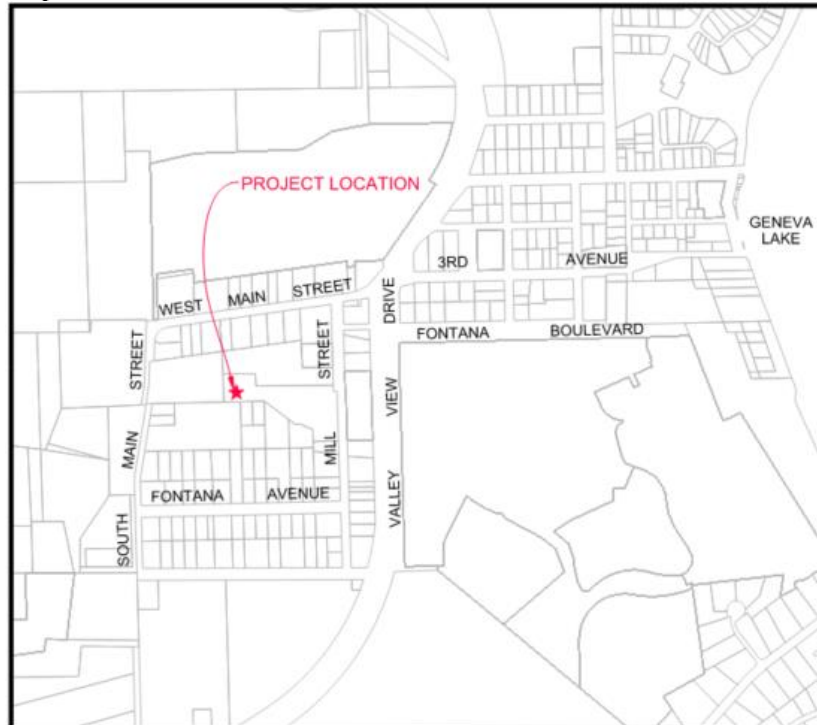 PROJECT LOCATION
GENEVA
LAKE
3RD AVENUE
WEST MAIN STREET
DRIVE
FONTANA BOULEVARD
STREET
STREET
VIEW
MAIN
MILL
FONTANA AVENUE
VALLEY
SOUTH